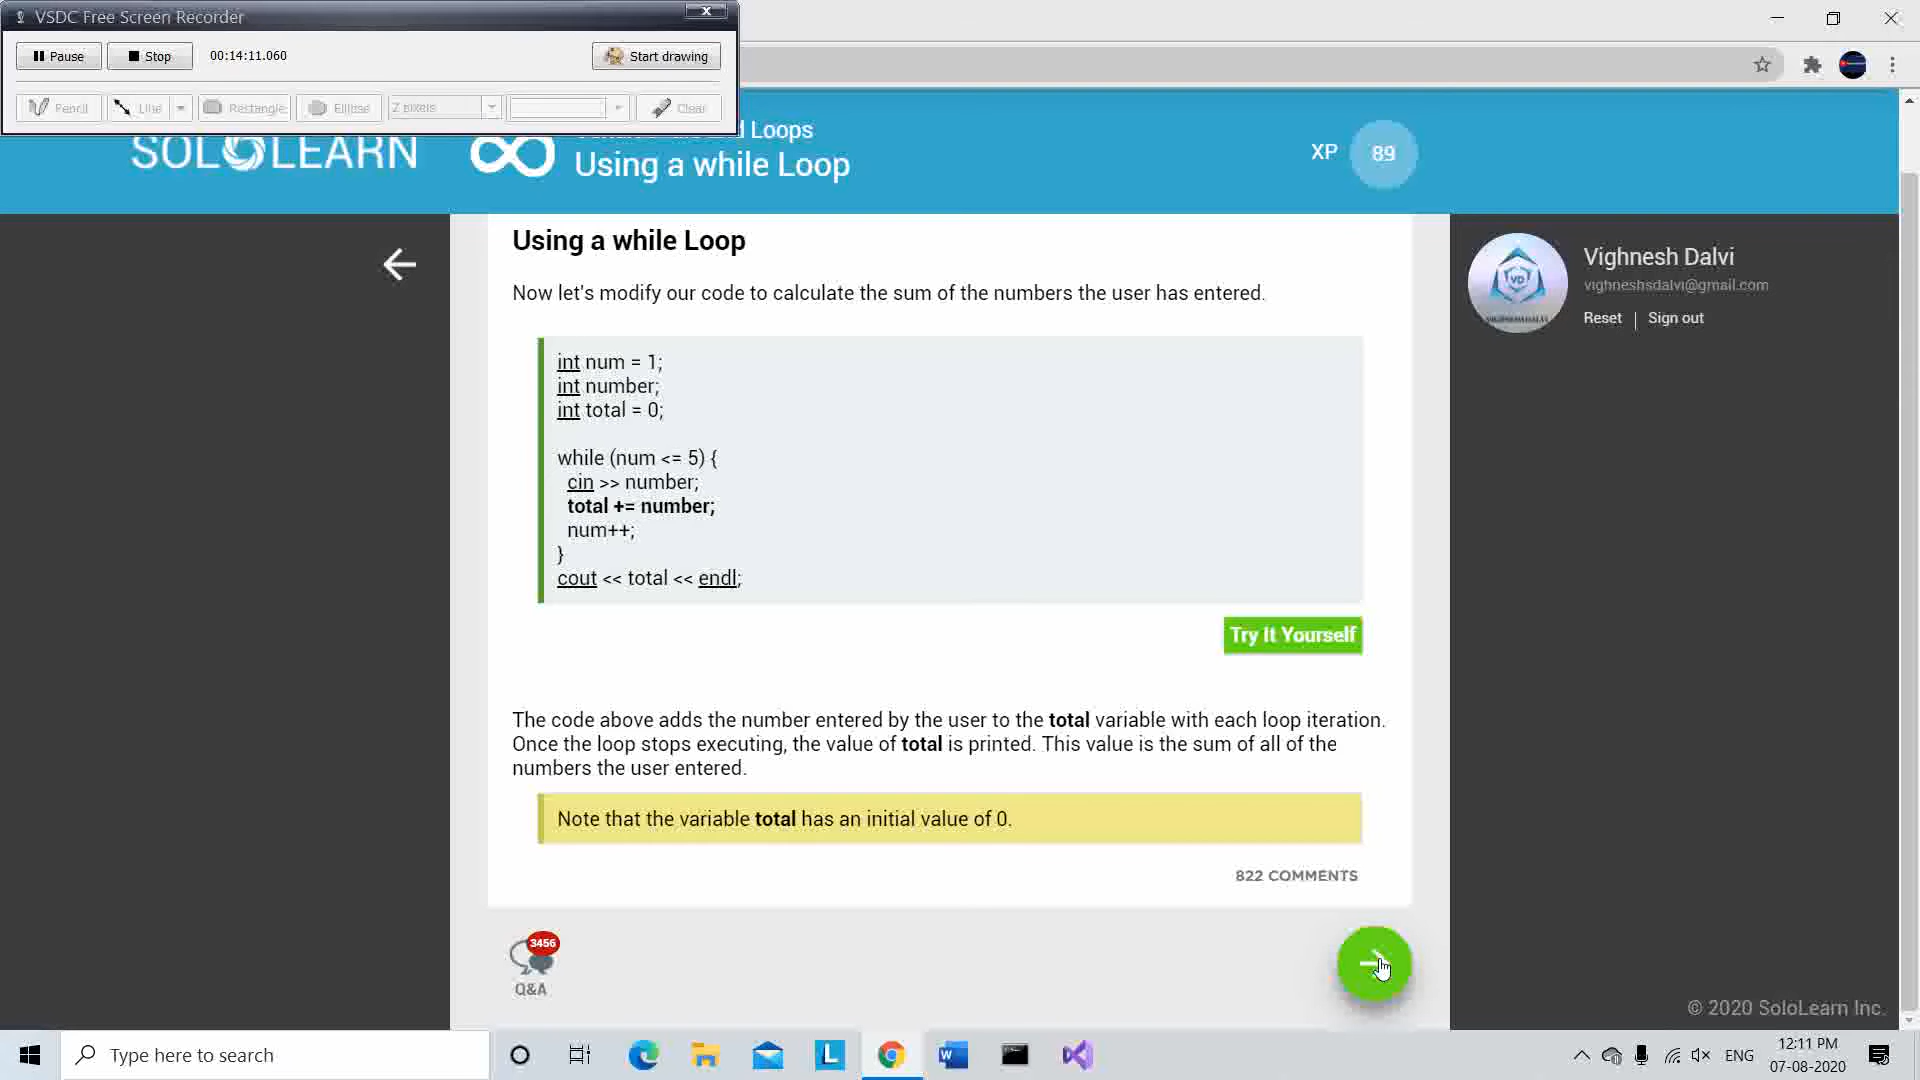 VSDC Free Screen Recorder
Pause
Stop
00:14:11.060
Start drawing
Pencil
Line
Rectangle
Ellipse
2 pixels
Clear
SOLOLEARN
Loops
Using a while Loop
XP
89
Using a while Loop
Now let's modify our code to calculate the sum of the numbers the user has entered.
int num = 1;
int number;
int total = 0;
while (num <= 5) {
cin >> number;
total += number;
num++;
}
cout << total << endl;
Try It Yourself
The code above adds the number entered by the user to the total variable with each loop iteration.
Once the loop stops executing, the value of total is printed. This value is the sum of all of the
numbers the user entered.
Note that the variable total has an initial value of 0.
822 COMMENTS
3456
Q&A
VD
VIGHNESH DALVI
Vighnesh Dalvi
vighneshsdalvi@gmail.com
Reset | Sign out
© 2020 SoloLearn Inc.
Type here to search
L
W
ENG
12:11 PM
07-08-2020